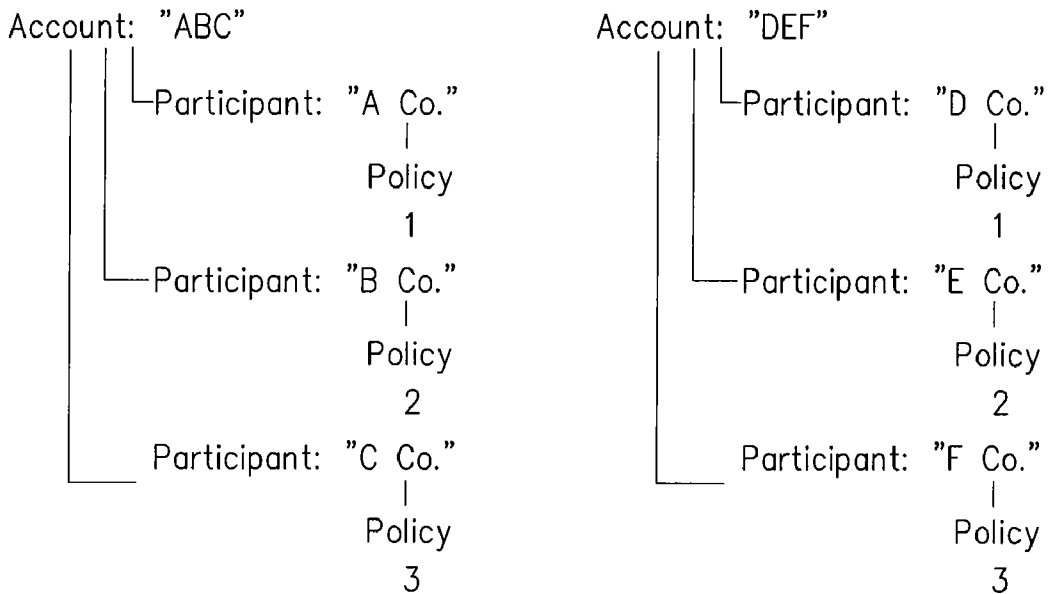 Account: "ABC"
Participant: "A Co."
Policy
1
Participant: "B Co."
Policy
2
Participant: "C Co."
Policy
3
Account: "DEF"
Participant: "D Co."
Policy
1
Participant: "E Co."
Policy
2
Participant: "F Co."
Policy
3